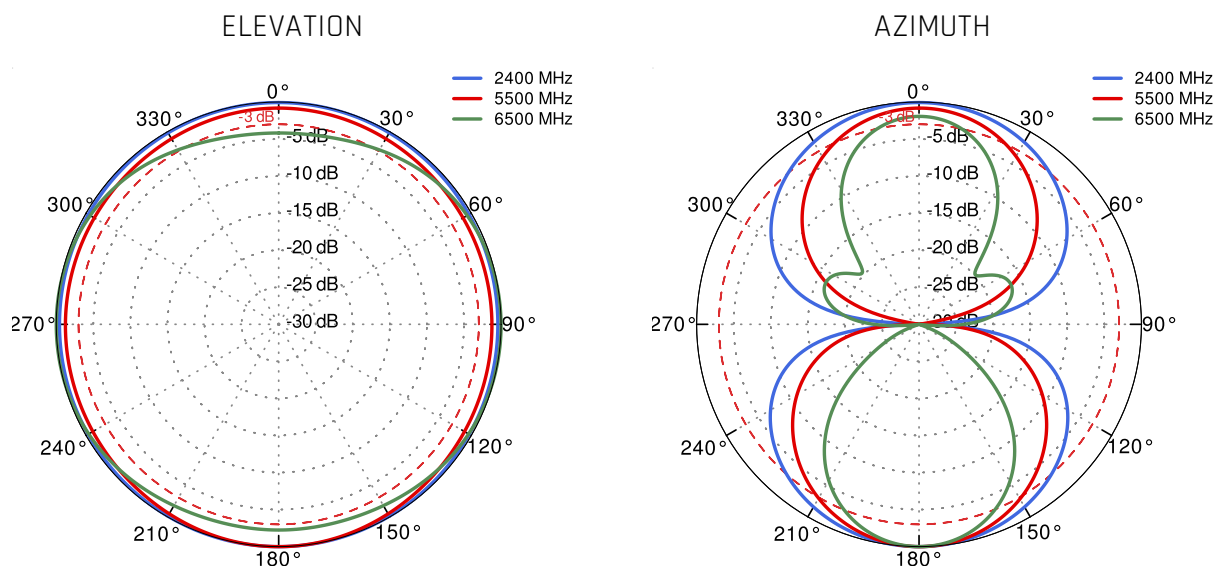 ELEVATION
2400 MHz
5500 MHz
6500 MHz
0°
330°
30°
-3 dB
-5 dB
-10 dB
300°
60°
-15 dB
-20 dB
-25 dB
270°
-30 dB
90°
240°
120°
210°
150°
180°
AZIMUTH
2400 MHz
5500 MHz
6500 MHz
0°
330°
30°
-3 dB
-5 dB
-10 dB
300°
60°
-15 dB
-20 dB
-25 dB
270°
-30 dB
90°
240°
120°
210°
150°
180°